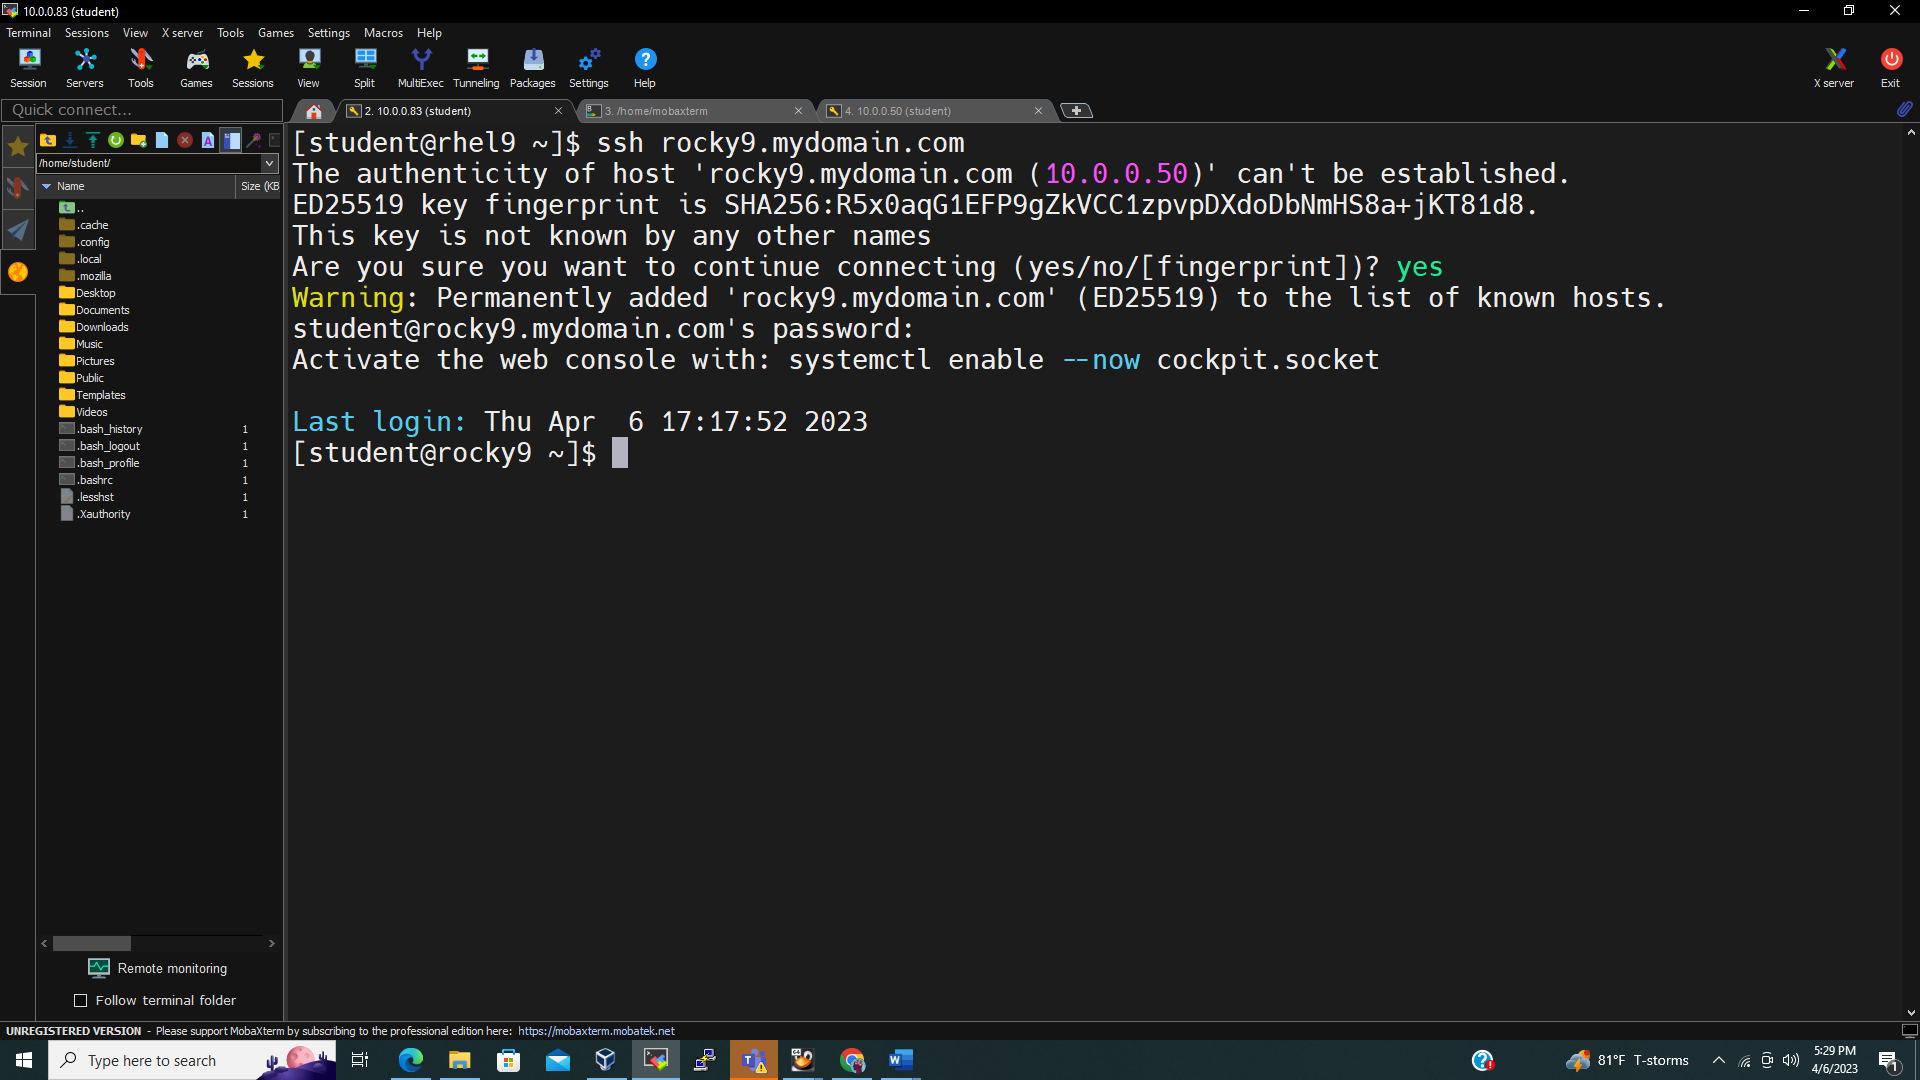 10.0.0.83 (student)
Terminal Sessions View X server Tools Games Settings Macros Help
Session Servers Tools Games Sessions View Split MultiExec Tunneling Packages Settings Help X server Exit
Quick connect...
2. 10.0.0.83 (student)
3. /home/mobaxterm
4. 10.0.0.50 (student)
/home/student/
Name Size (KB
..
.cache
.config
.local
.mozilla
Desktop
Documents
Downloads
Music
Pictures
Public
Templates
Videos
.bash_history 1
.bash_logout 1
.bash_profile 1
.bashrc 1
.lesshst 1
.Xauthority 1
Remote monitoring
Follow terminal folder
[student@rhel9 ~]$ ssh rocky9.mydomain.com
The authenticity of host 'rocky9.mydomain.com (10.0.0.50)' can't be established.
ED25519 key fingerprint is SHA256:R5x0aqG1EFP9gZkVCC1zpvpDXdoDbNmHS8a+jKT81d8.
This key is not known by any other names
Are you sure you want to continue connecting (yes/no/[fingerprint])? yes
Warning: Permanently added 'rocky9.mydomain.com' (ED25519) to the list of known hosts.
student@rocky9.mydomain.com's password:
Activate the web console with: systemctl enable --now cockpit.socket
Last login: Thu Apr  6 17:17:52 2023
[student@rocky9 ~]$
UNREGISTERED VERSION - Please support MobaXterm by subscribing to the professional edition here: https://mobaxterm.mobatek.net
Type here to search
81°F T-storms
5:29 PM
4/6/2023
1